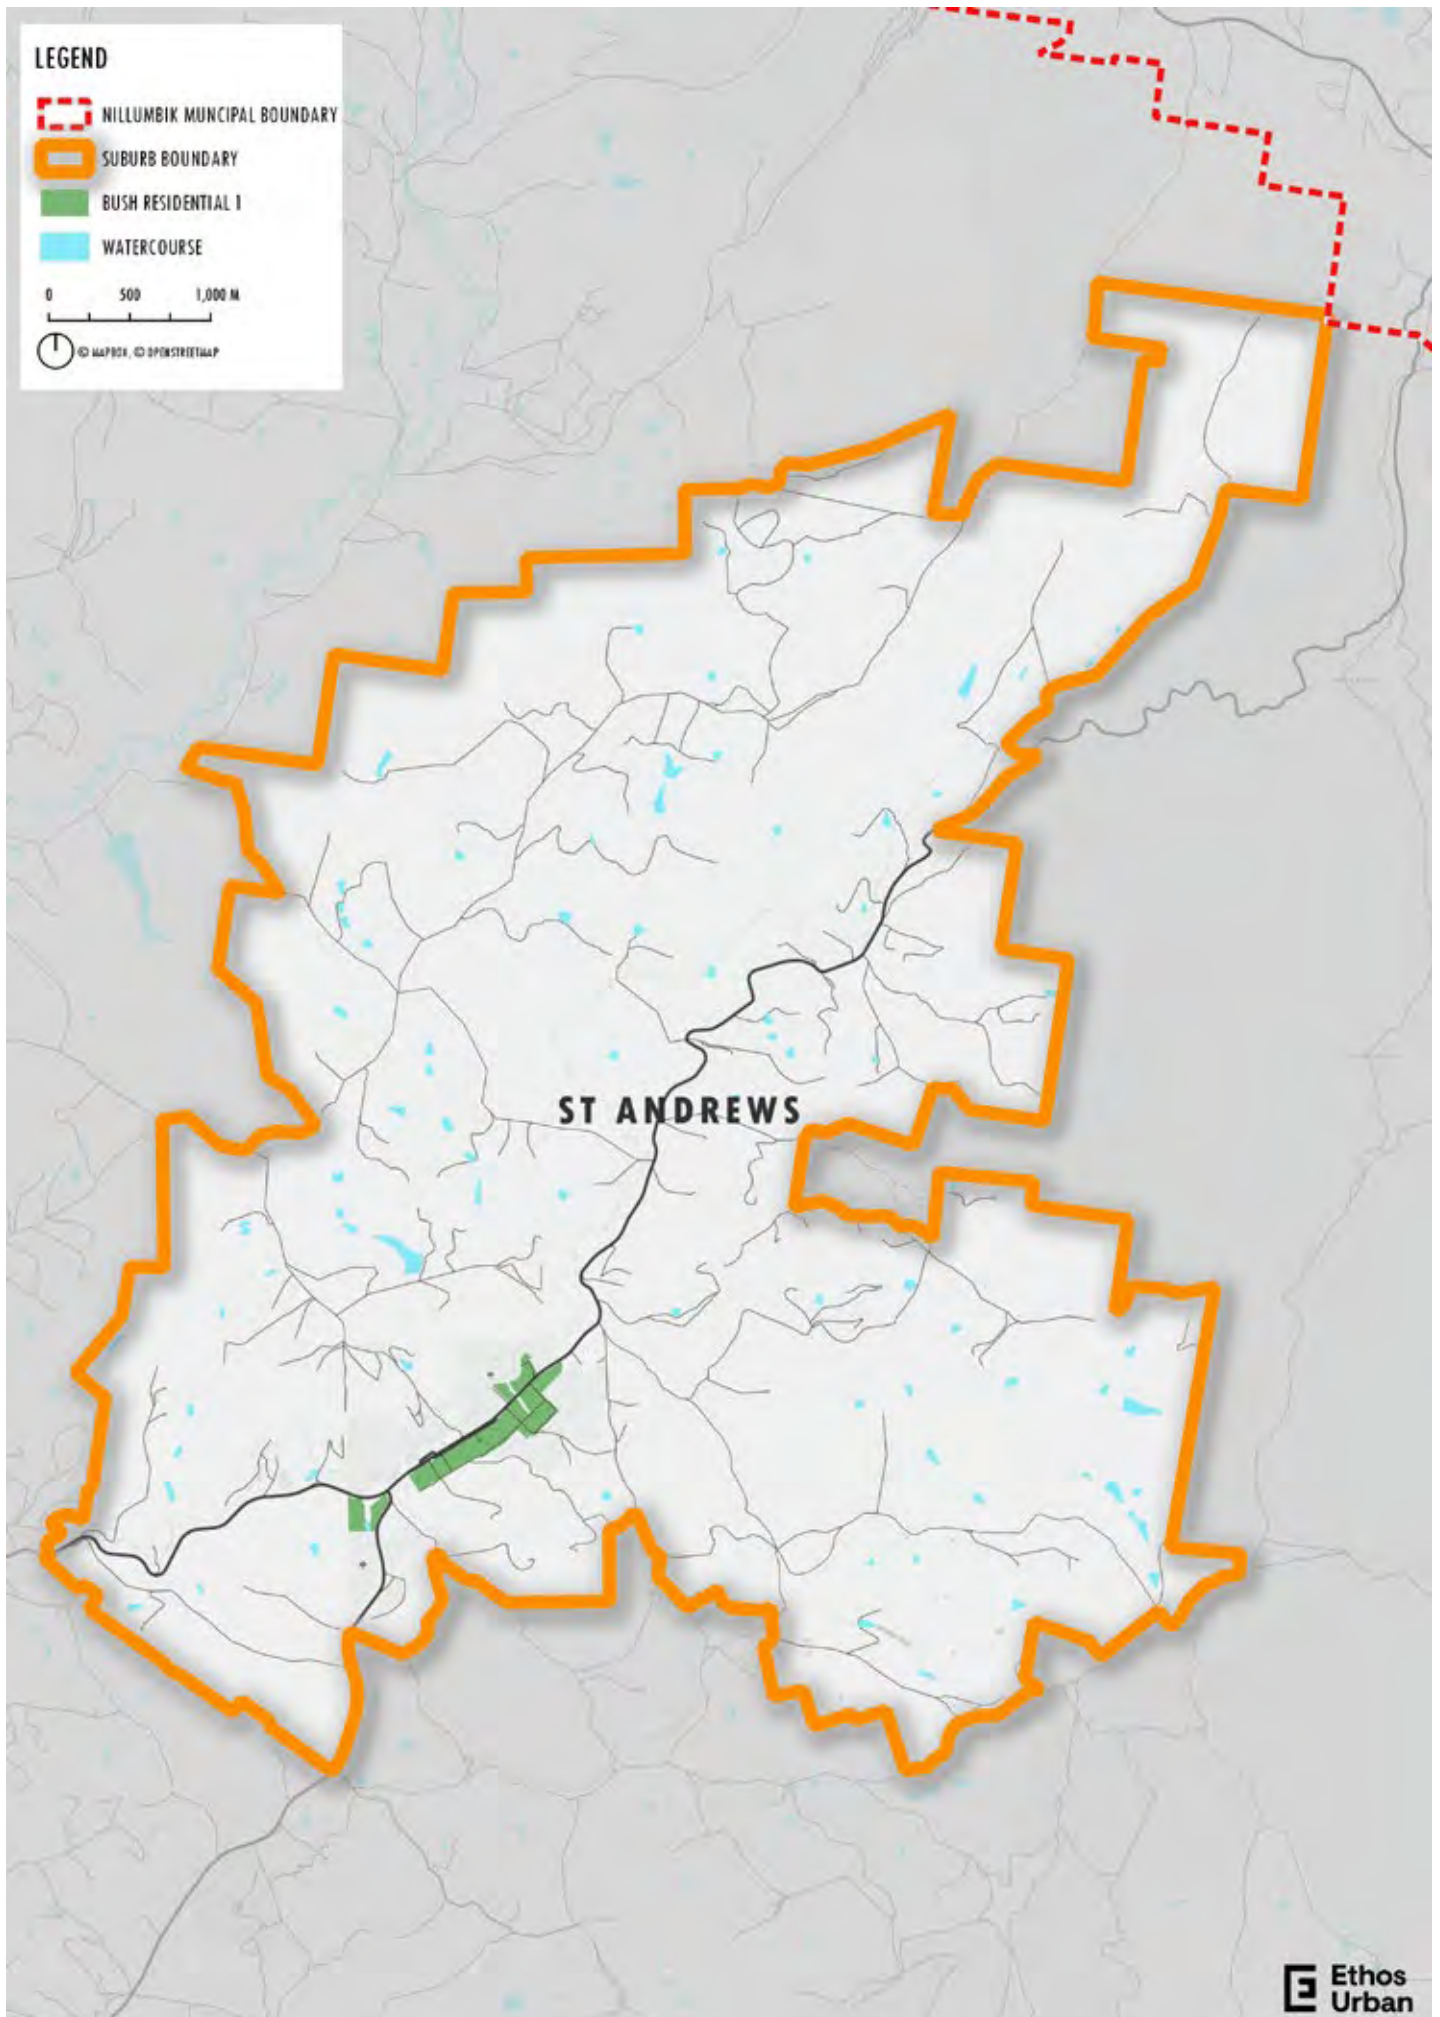 LEGEND
NILLUMBIK MUNCIPAL BOUNDARY
SUBURB BOUNDARY
BUSH RESIDENTIAL 1
WATERCOURSE
0 500 1,000 M
© MAPBOX, © OPENSTREETMAP
ST ANDREWS
Ethos
Urban